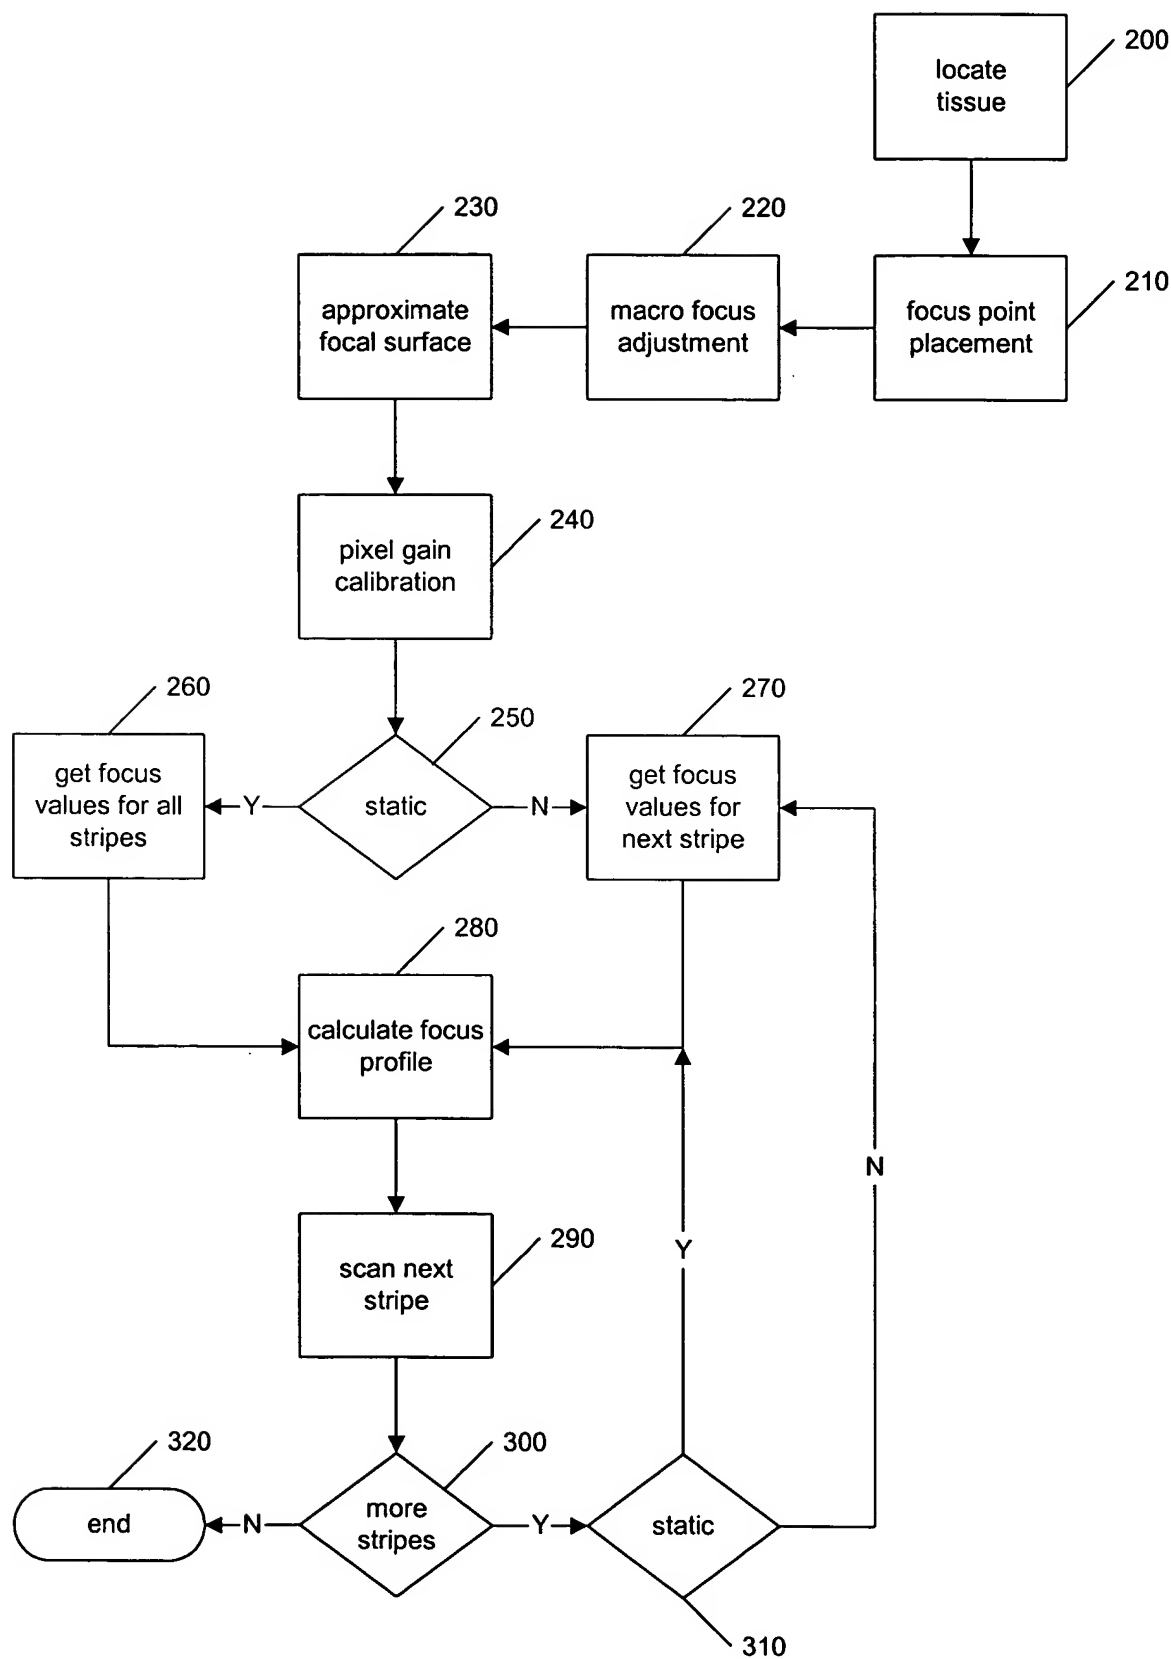 200
locate
tissue
230
220
210
approximate
focal surface
macro focus
adjustment
focus point
placement
240
pixel gain
calibration
260
250
270
get focus
values for all
stripes
Y
static
N
get focus
values for
next stripe
280
calculate focus
profile
N
290
Y
scan next
stripe
320
300
end
N
more
stripes
Y
static
310